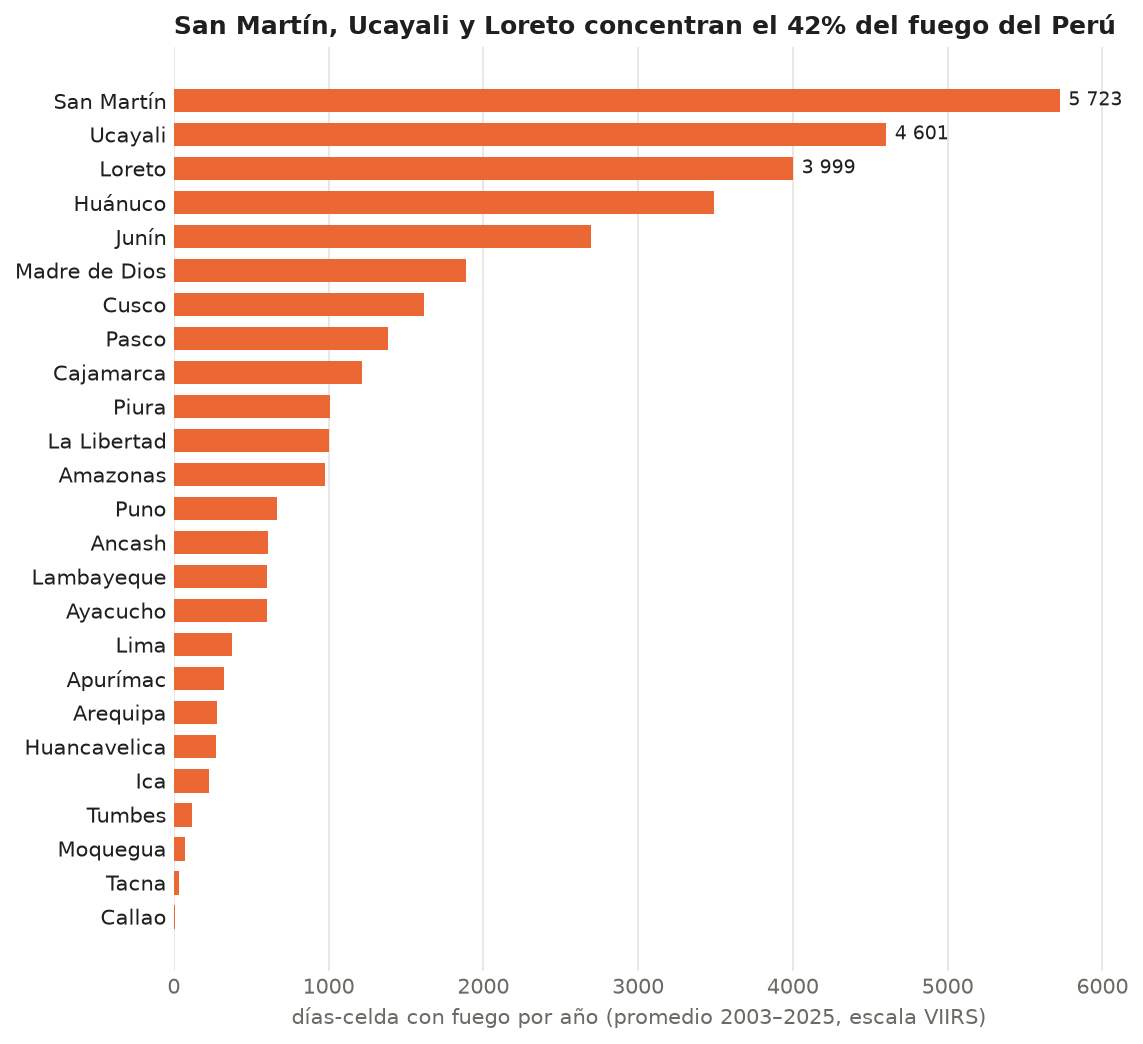 San Martín, Ucayali y Loreto concentran el 42% del fuego del Perú
San Martín 5 723
Ucayali 4 601
Loreto 3 999
Huánuco
Junín
Madre de Dios
Cusco
Pasco
Cajamarca
Piura
La Libertad
Amazonas
Puno
Ancash
Lambayeque
Ayacucho
Lima
Apurímac
Arequipa
Huancavelica
Ica
Tumbes
Moquegua
Tacna
Callao
0 1000 2000 3000 4000 5000 6000
días-celda con fuego por año (promedio 2003–2025, escala VIIRS)